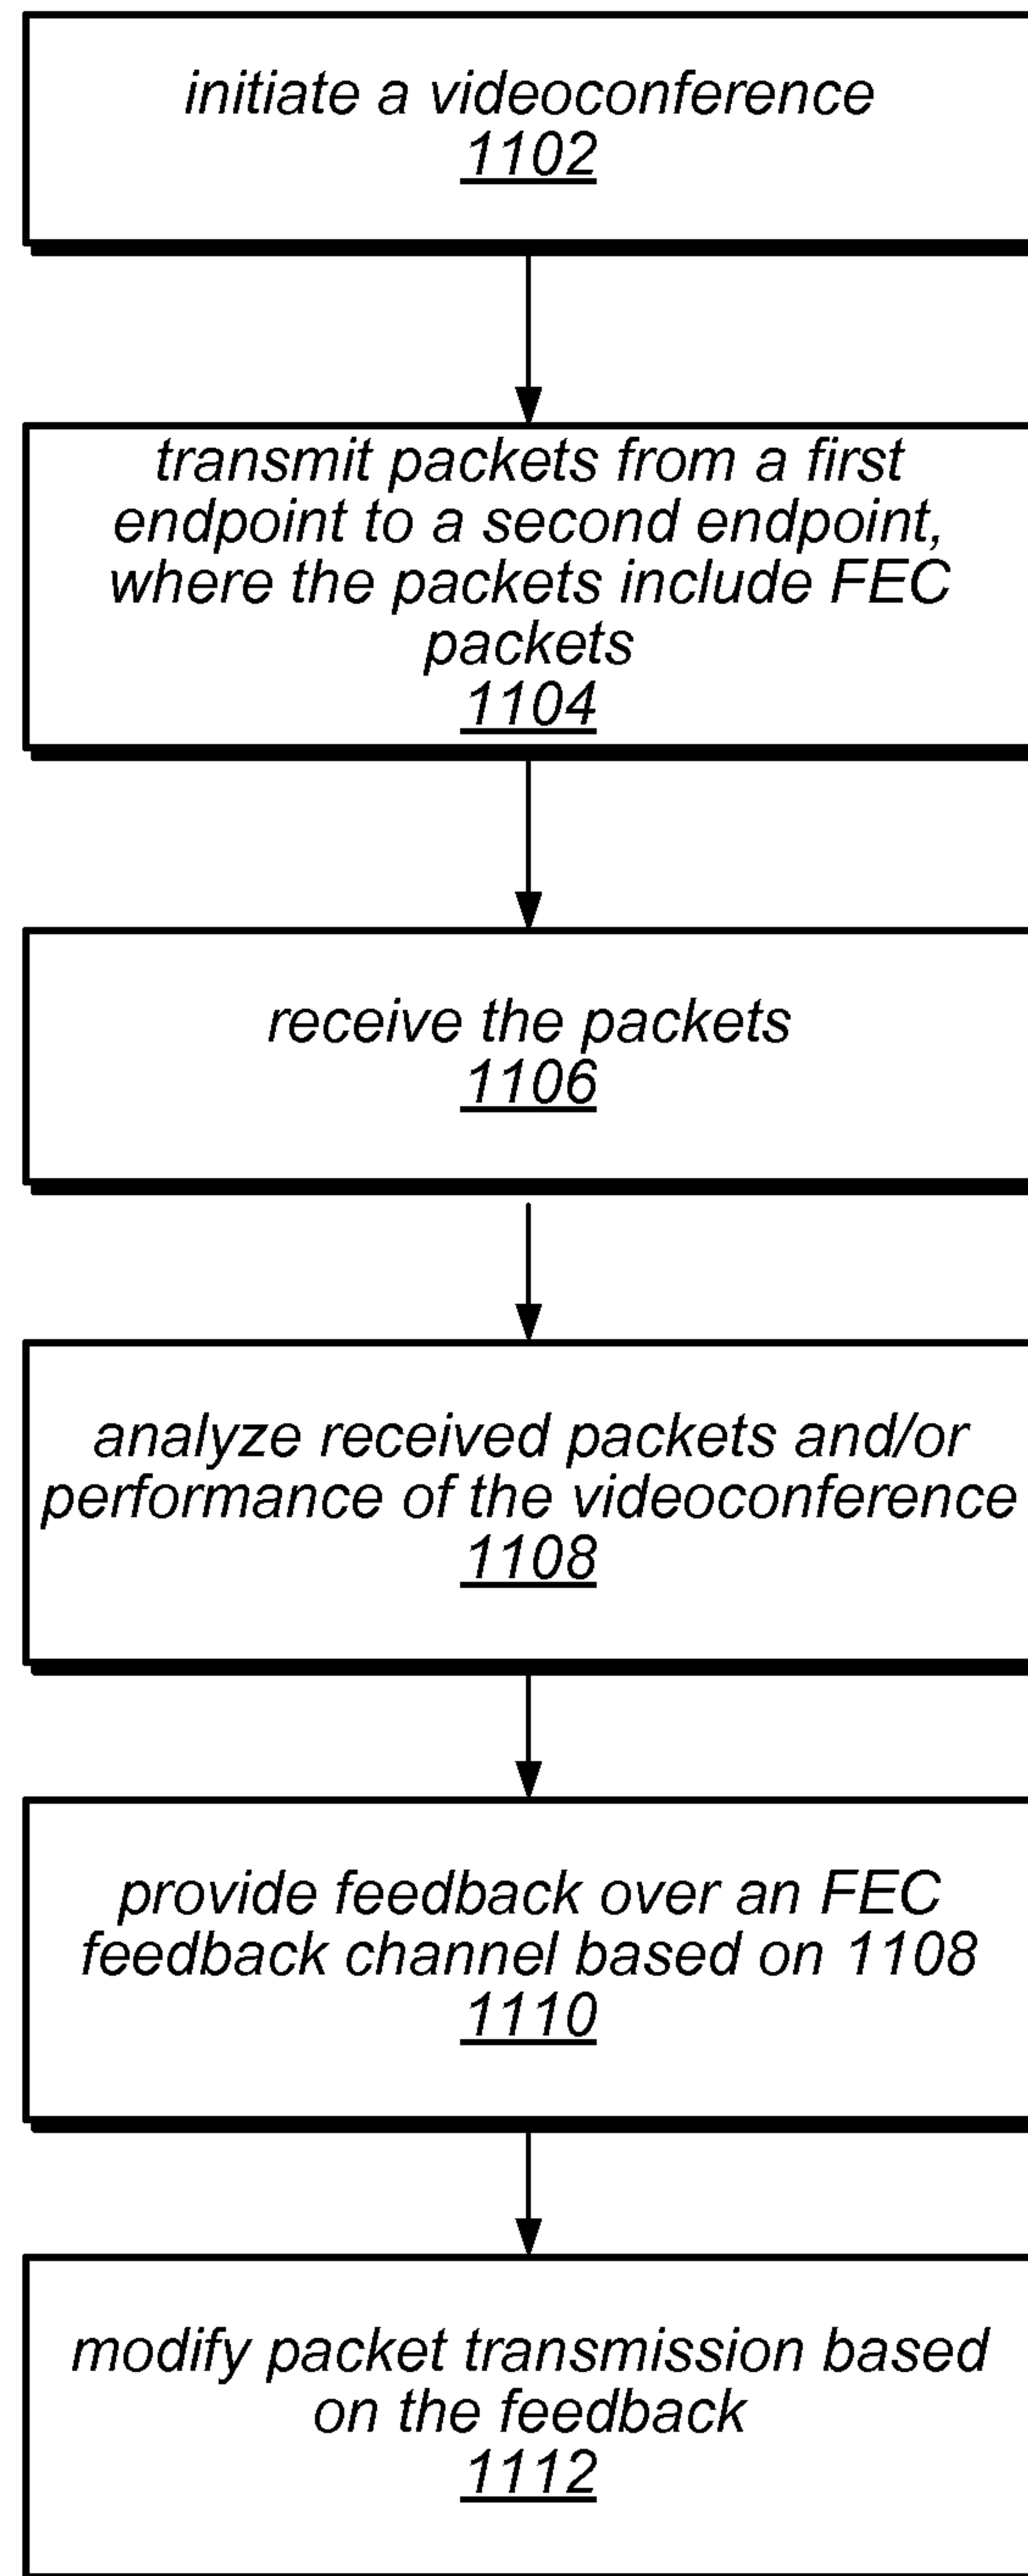 initiate a videoconference
1102
transmit packets from a first
endpoint to a second endpoint,
where the packets include FEC
packets
1104
receive the packets
1106
analyze received packets and/or
performance of the videoconference
1108
provide feedback over an FEC
feedback channel based on 1108
1110
modify packet transmission based
on the feedback
1112